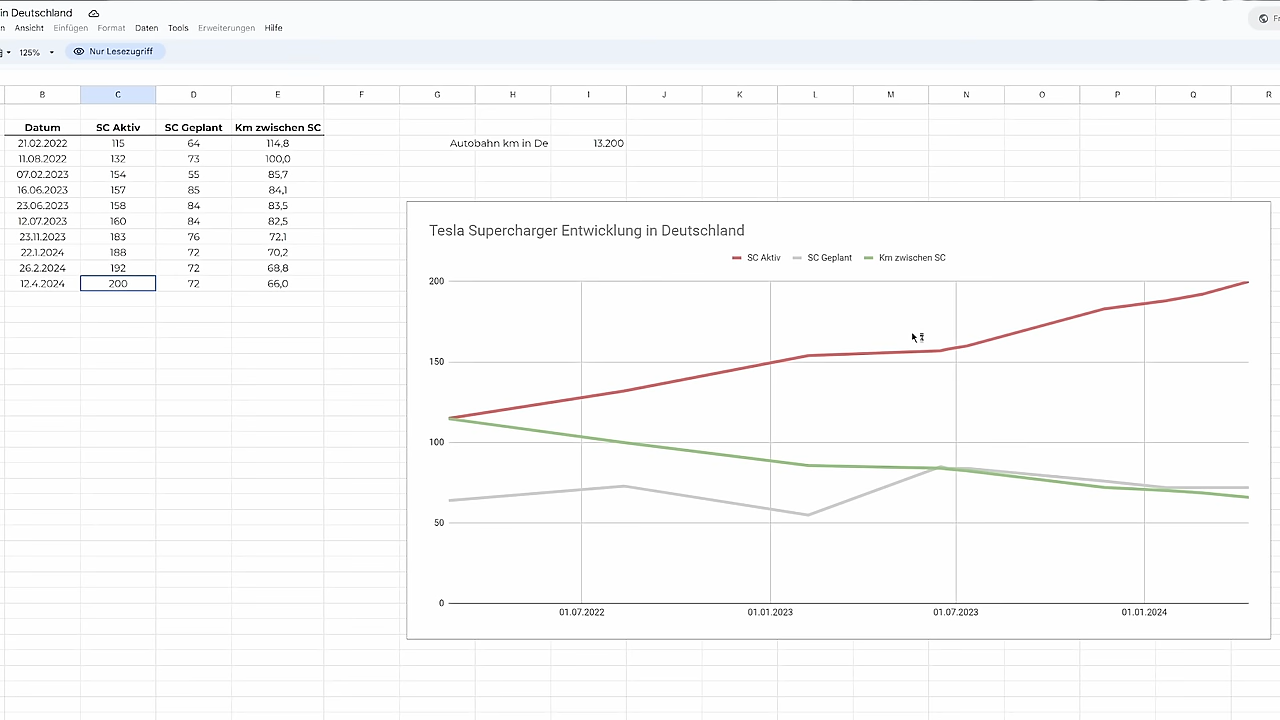 in Deutschland
n Ansicht Einfügen Format Daten Tools Erweiterungen Hilfe
125% Nur Lesezugriff
B C D E F G H I J K L M N O P Q R
Datum SC Aktiv SC Geplant Km zwischen SC
21.02.2022 115 64 114,8 Autobahn km in De 13.200
11.08.2022 132 73 100,0
07.02.2023 154 55 85,7
16.06.2023 157 85 84,1
23.06.2023 158 84 83,5
12.07.2023 160 84 82,5
23.11.2023 183 76 72,1
22.1.2024 188 72 70,2
26.2.2024 192 72 68,8
12.4.2024 200 72 66,0
Tesla Supercharger Entwicklung in Deutschland
SC Aktiv SC Geplant Km zwischen SC
200
150
100
50
0
01.07.2022 01.01.2023 01.07.2023 01.01.2024